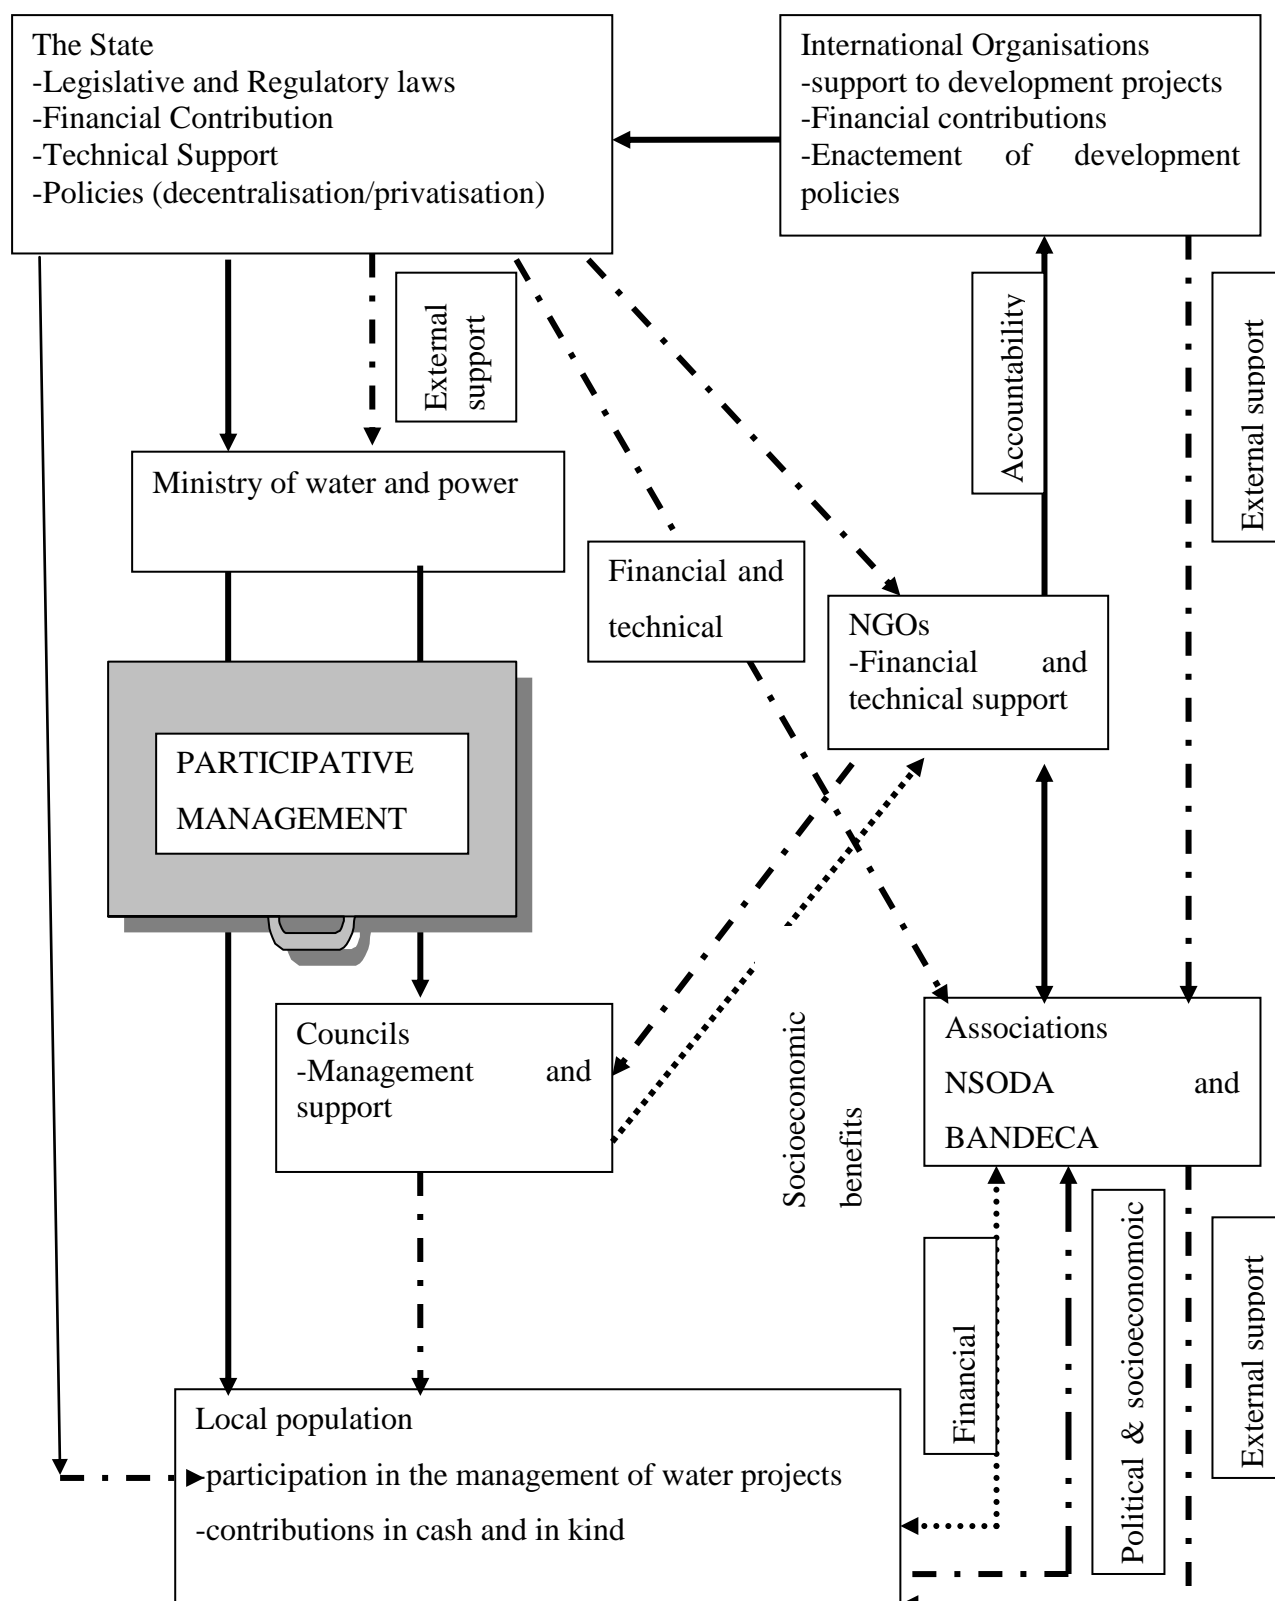 The State
-Legislative and Regulatory laws
-Financial Contribution
-Technical Support
-Policies (decentralisation/privatisation)
International Organisations
-support to development projects
-Financial contributions
-Enactement of development
policies
External
support
Accountability
External support
Ministry of water and power
Financial and
technical
NGOs
-Financial and
technical support
PARTICIPATIVE
MANAGEMENT
Councils
-Management and
support
Socioeconomic
benefits
Associations
NSODA and
BANDECA
Financial
Political & socioeconomoic
External support
Local population
-participation in the management of water projects
-contributions in cash and in kind